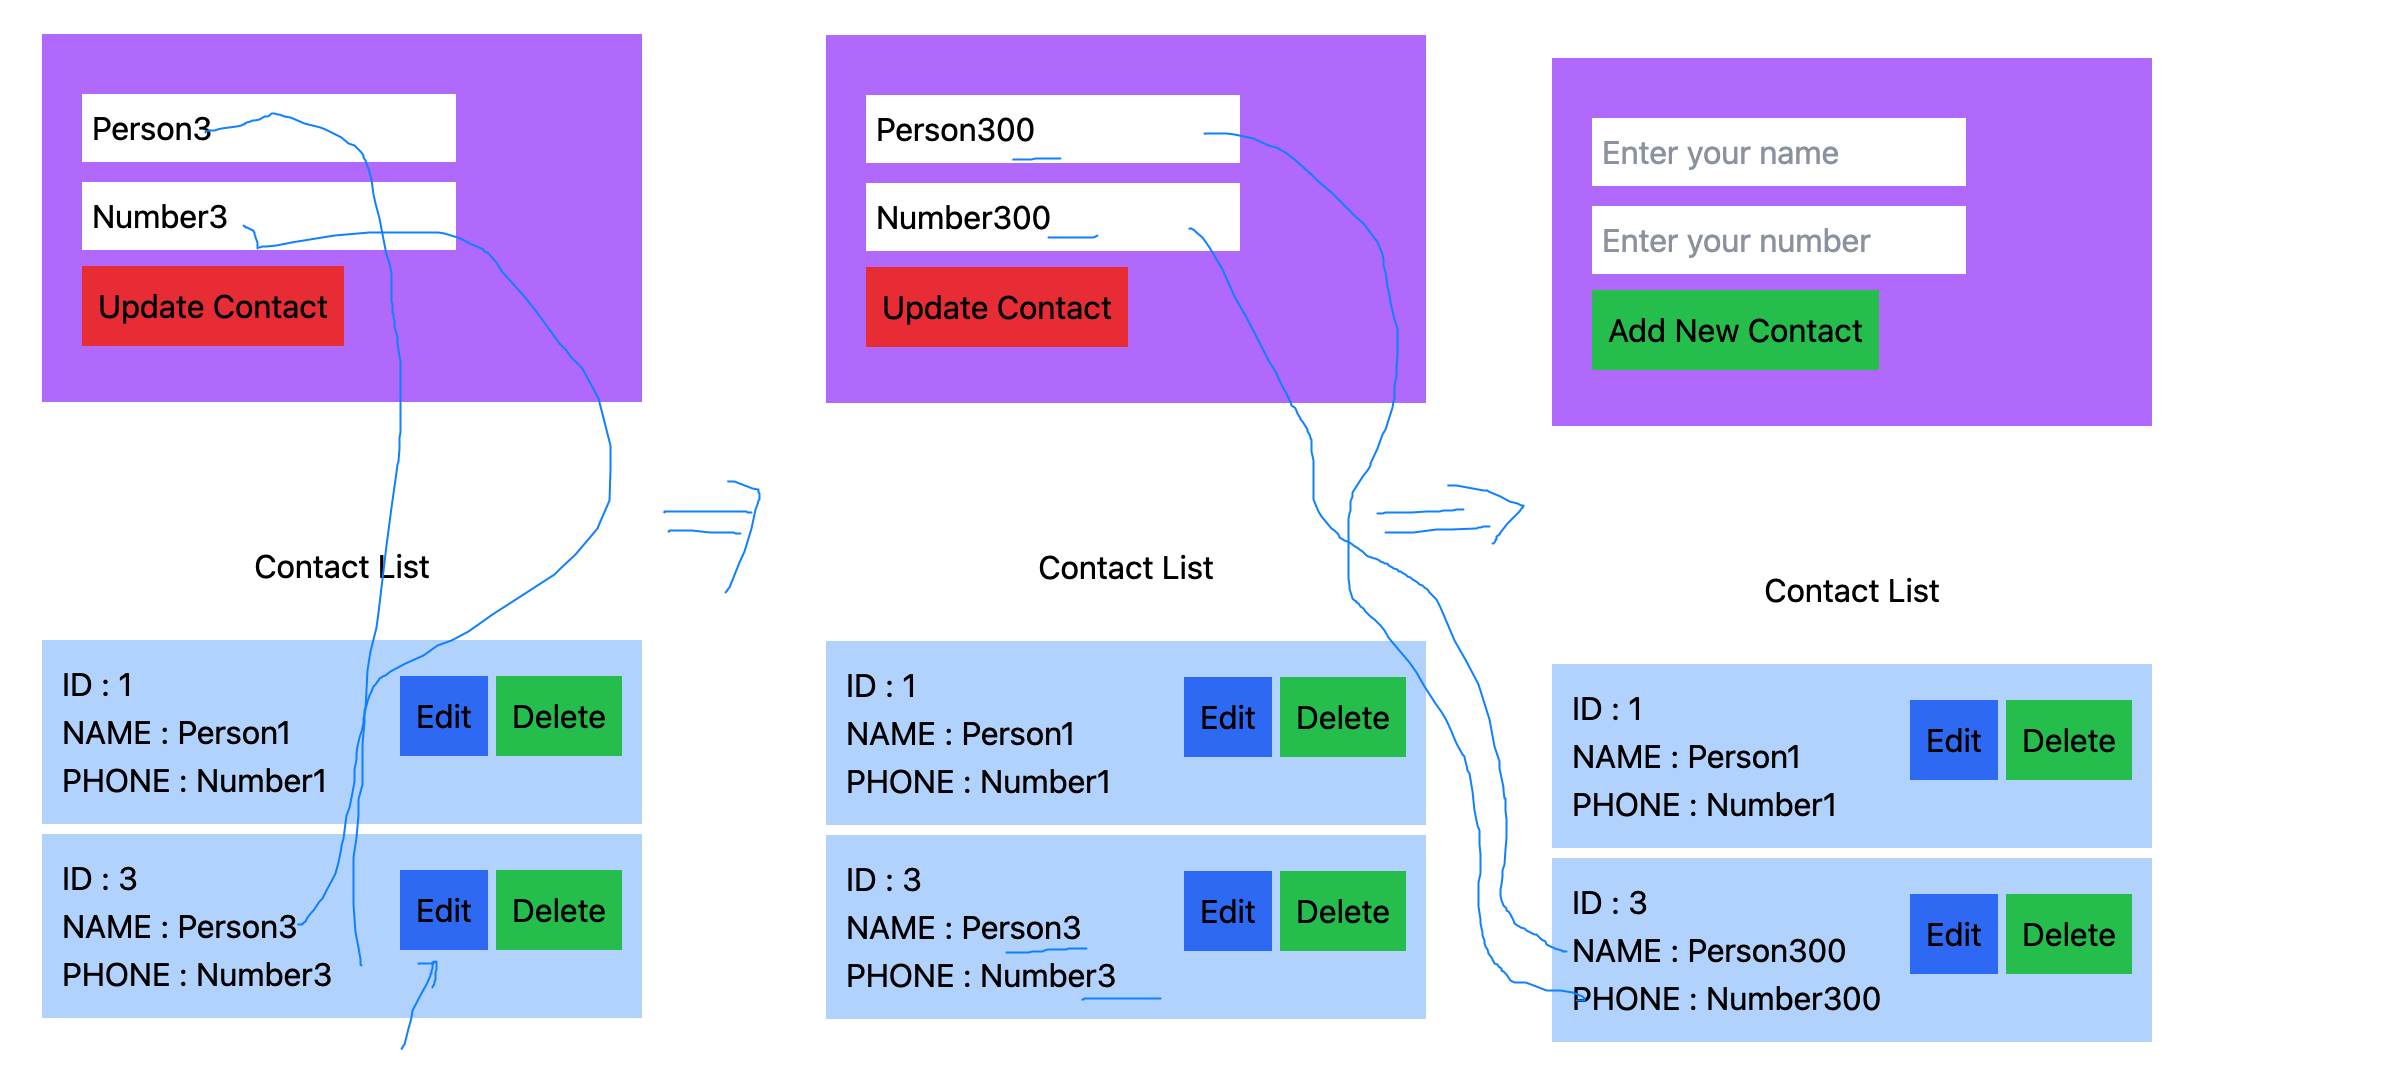 Person3
Number3
Update Contact
Contact List
ID : 1
NAME : Person1
PHONE : Number1
Edit
Delete
ID : 3
NAME : Person3
PHONE : Number3
Edit
Delete
Person300
Number300
Update Contact
Contact List
ID : 1
NAME : Person1
PHONE : Number1
Edit
Delete
ID : 3
NAME : Person3
PHONE : Number3
Edit
Delete
Enter your name
Enter your number
Add New Contact
Contact List
ID : 1
NAME : Person1
PHONE : Number1
Edit
Delete
ID : 3
NAME : Person300
PHONE : Number300
Edit
Delete